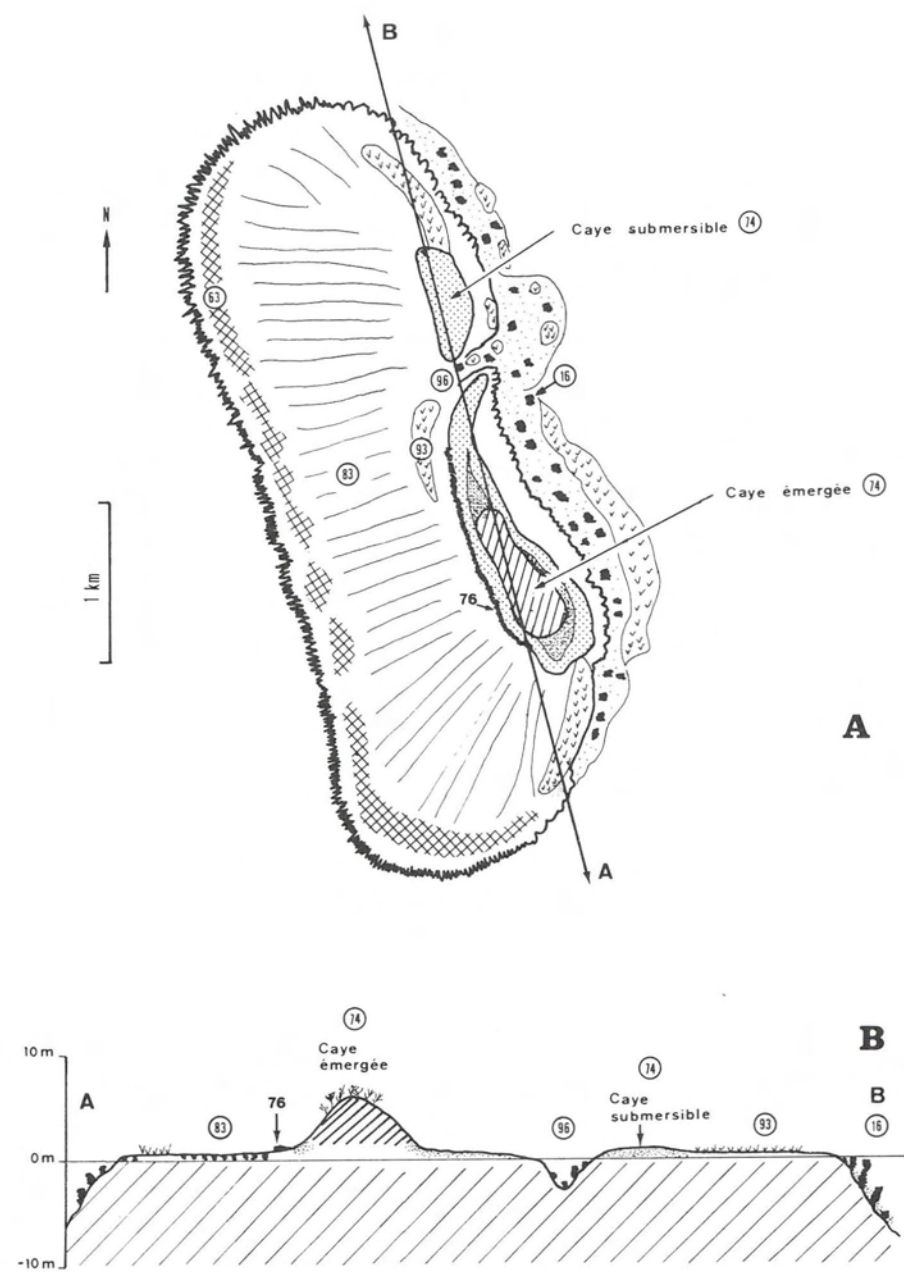 B
N
Caye submersible 74
63
96
16
93
83
Caye émergée 74
1 km
76
A
A
74
Caye
émergée
B
10 m
A
74
B
83
76
96
Caye
submersible
93
16
0 m
-10 m